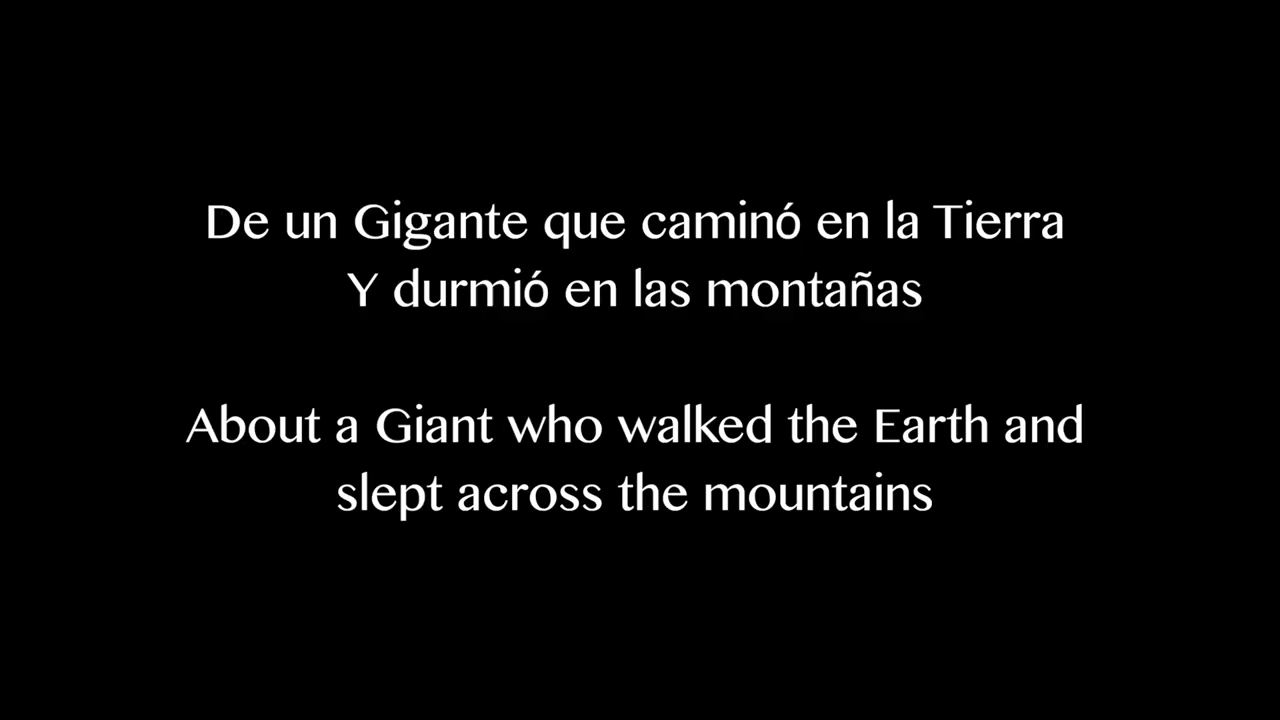 De un Gigante que caminó en la Tierra
Y durmió en las montañas
About a Giant who walked the Earth and
slept across the mountains